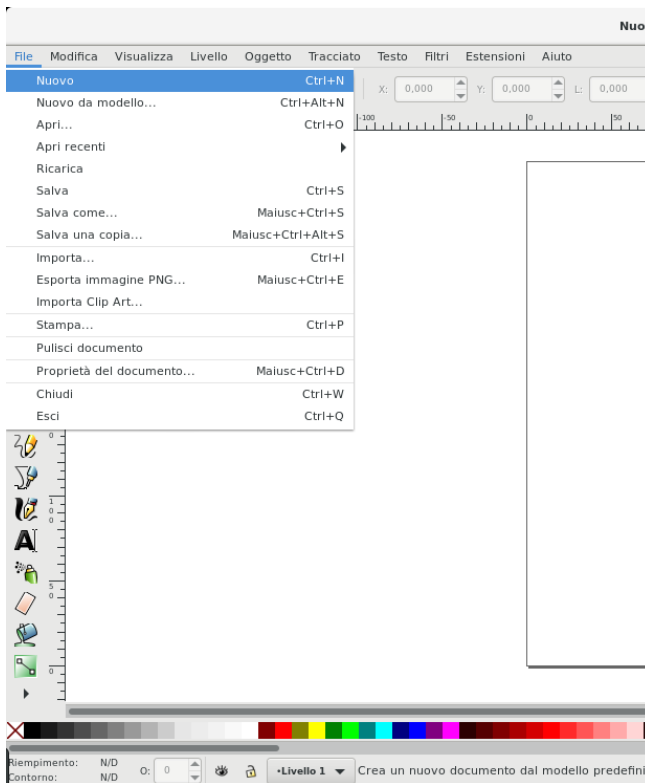 Nuo
File Modifica Visualizza Livello Oggetto Tracciato Testo Filtri Estensioni Aiuto
Nuovo Ctrl+N
X: 0,000 Y: 0,000 L: 0,000
Nuovo da modello... Ctrl+Alt+N
Apri... Ctrl+O
-100 -50 0 50
Apri recenti
Ricarica
Salva Ctrl+S
Salva come... Maiusc+Ctrl+S
Salva una copia... Maiusc+Ctrl+Alt+S
Importa... Ctrl+I
Esporta immagine PNG... Maiusc+Ctrl+E
Importa Clip Art...
Stampa... Ctrl+P
Pulisci documento
Proprietà del documento... Maiusc+Ctrl+D
Chiudi Ctrl+W
Esci Ctrl+Q
0
100
50
0
Riempimento: N/D
Contorno: N/D
O: 0
•Livello 1
Crea un nuovo documento dal modello predefini